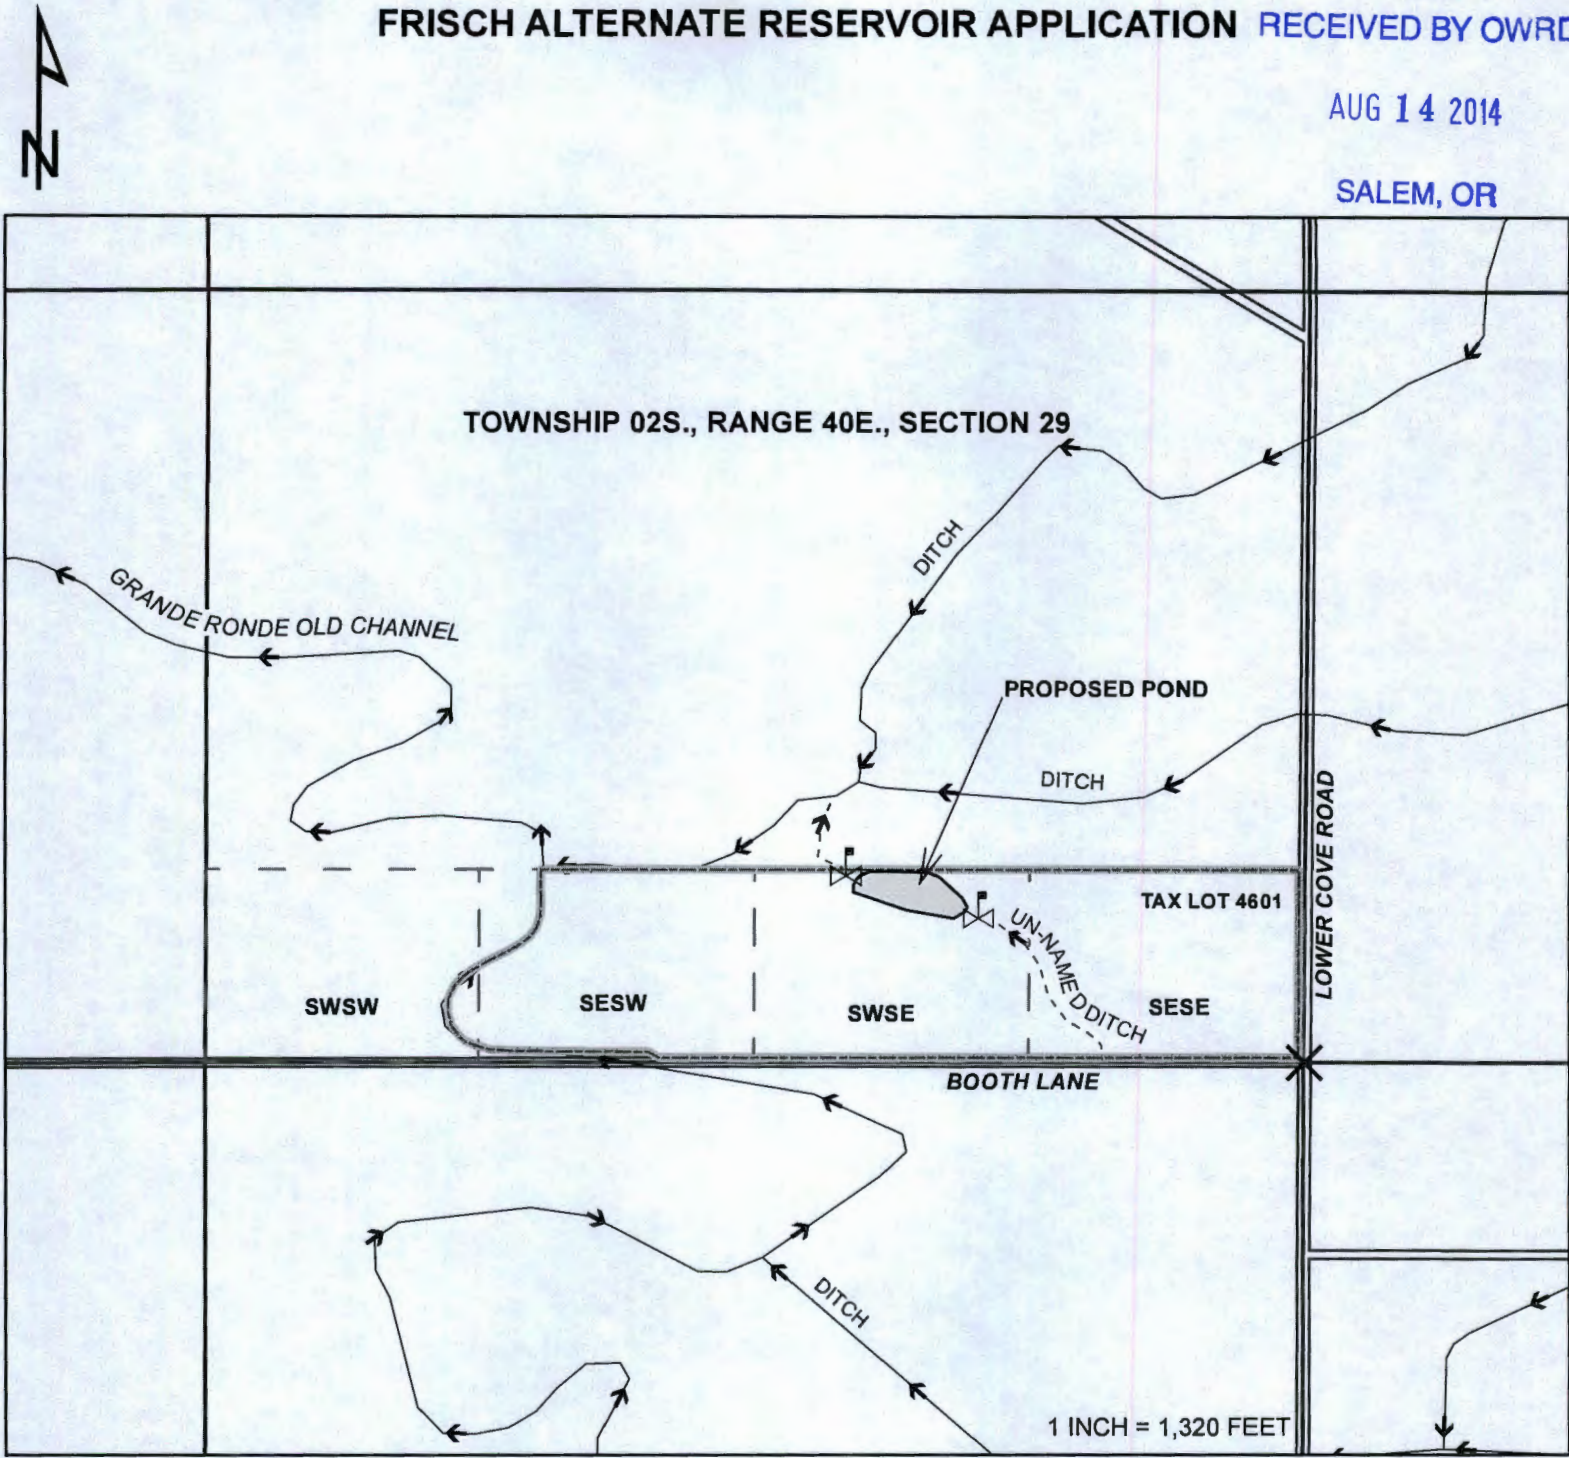 FRISCH ALTERNATE RESERVOIR APPLICATION
RECEIVED BY OWRD
AUG 14 2014
SALEM, OR
N
TOWNSHIP 02S., RANGE 40E., SECTION 29
DITCH
GRANDE RONDE OLD CHANNEL
PROPOSED POND
DITCH
LOWER COVE ROAD
TAX LOT 4601
UN-NAMED DITCH
SWSW
SESW
SWSE
SESE
BOOTH LANE
DITCH
1 INCH = 1,320 FEET